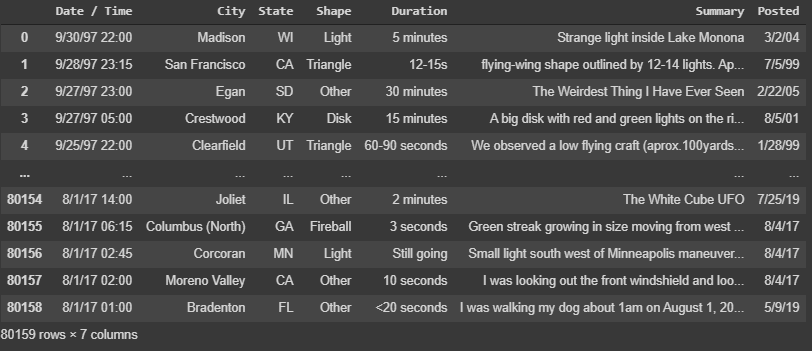 Date / Time City State Shape Duration Summary Posted
0 9/30/97 22:00 Madison WI Light 5 minutes Strange light inside Lake Monona 3/2/04
1 9/28/97 23:15 San Francisco CA Triangle 12-15s flying-wing shape outlined by 12-14 lights. Ap... 7/5/99
2 9/27/97 23:00 Egan SD Other 30 minutes The Weirdest Thing I Have Ever Seen 2/22/05
3 9/27/97 05:00 Crestwood KY Disk 15 minutes A big disk with red and green lights on the ri... 8/5/01
4 9/25/97 22:00 Clearfield UT Triangle 60-90 seconds We observed a low flying craft (aprox.100yards... 1/28/99
... ... ... ... ... ... ... ...
80154 8/1/17 14:00 Joliet IL Other 2 minutes The White Cube UFO 7/25/19
80155 8/1/17 06:15 Columbus (North) GA Fireball 3 seconds Green streak growing in size moving from west ... 8/4/17
80156 8/1/17 02:45 Corcoran MN Light Still going Small light south west of Minneapolis maneuver... 8/4/17
80157 8/1/17 02:00 Moreno Valley CA Other 10 seconds I was looking out the front windshield and loo... 8/4/17
80158 8/1/17 01:00 Bradenton FL Other <20 seconds I was walking my dog about 1am on August 1, 20... 5/9/19
80159 rows × 7 columns